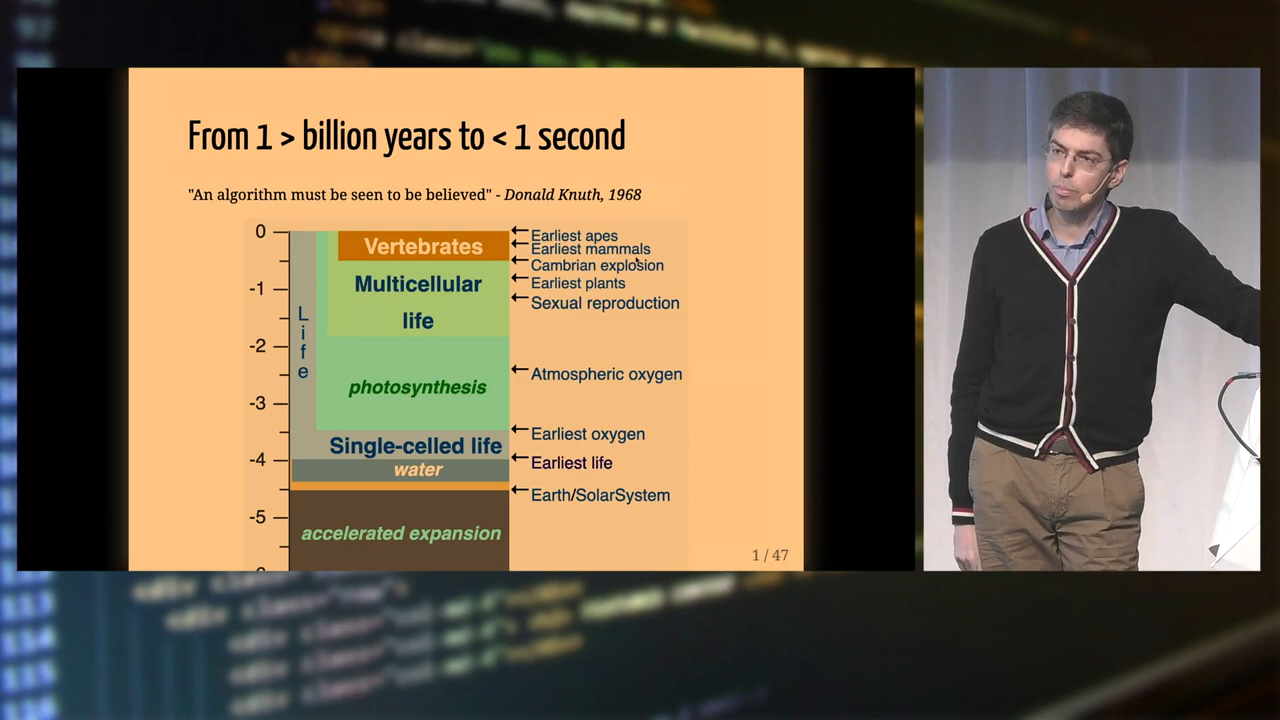 From 1 > billion years to < 1 second
"An algorithm must be seen to be believed" - Donald Knuth, 1968
0
Vertebrates
Earliest apes
Earliest mammals
Cambrian explosion
-1
Multicellular
life
Earliest plants
Sexual reproduction
Life
-2
photosynthesis
Atmospheric oxygen
-3
Single-celled life
Earliest oxygen
-4
water
Earliest life
Earth/SolarSystem
-5
accelerated expansion
1 / 47